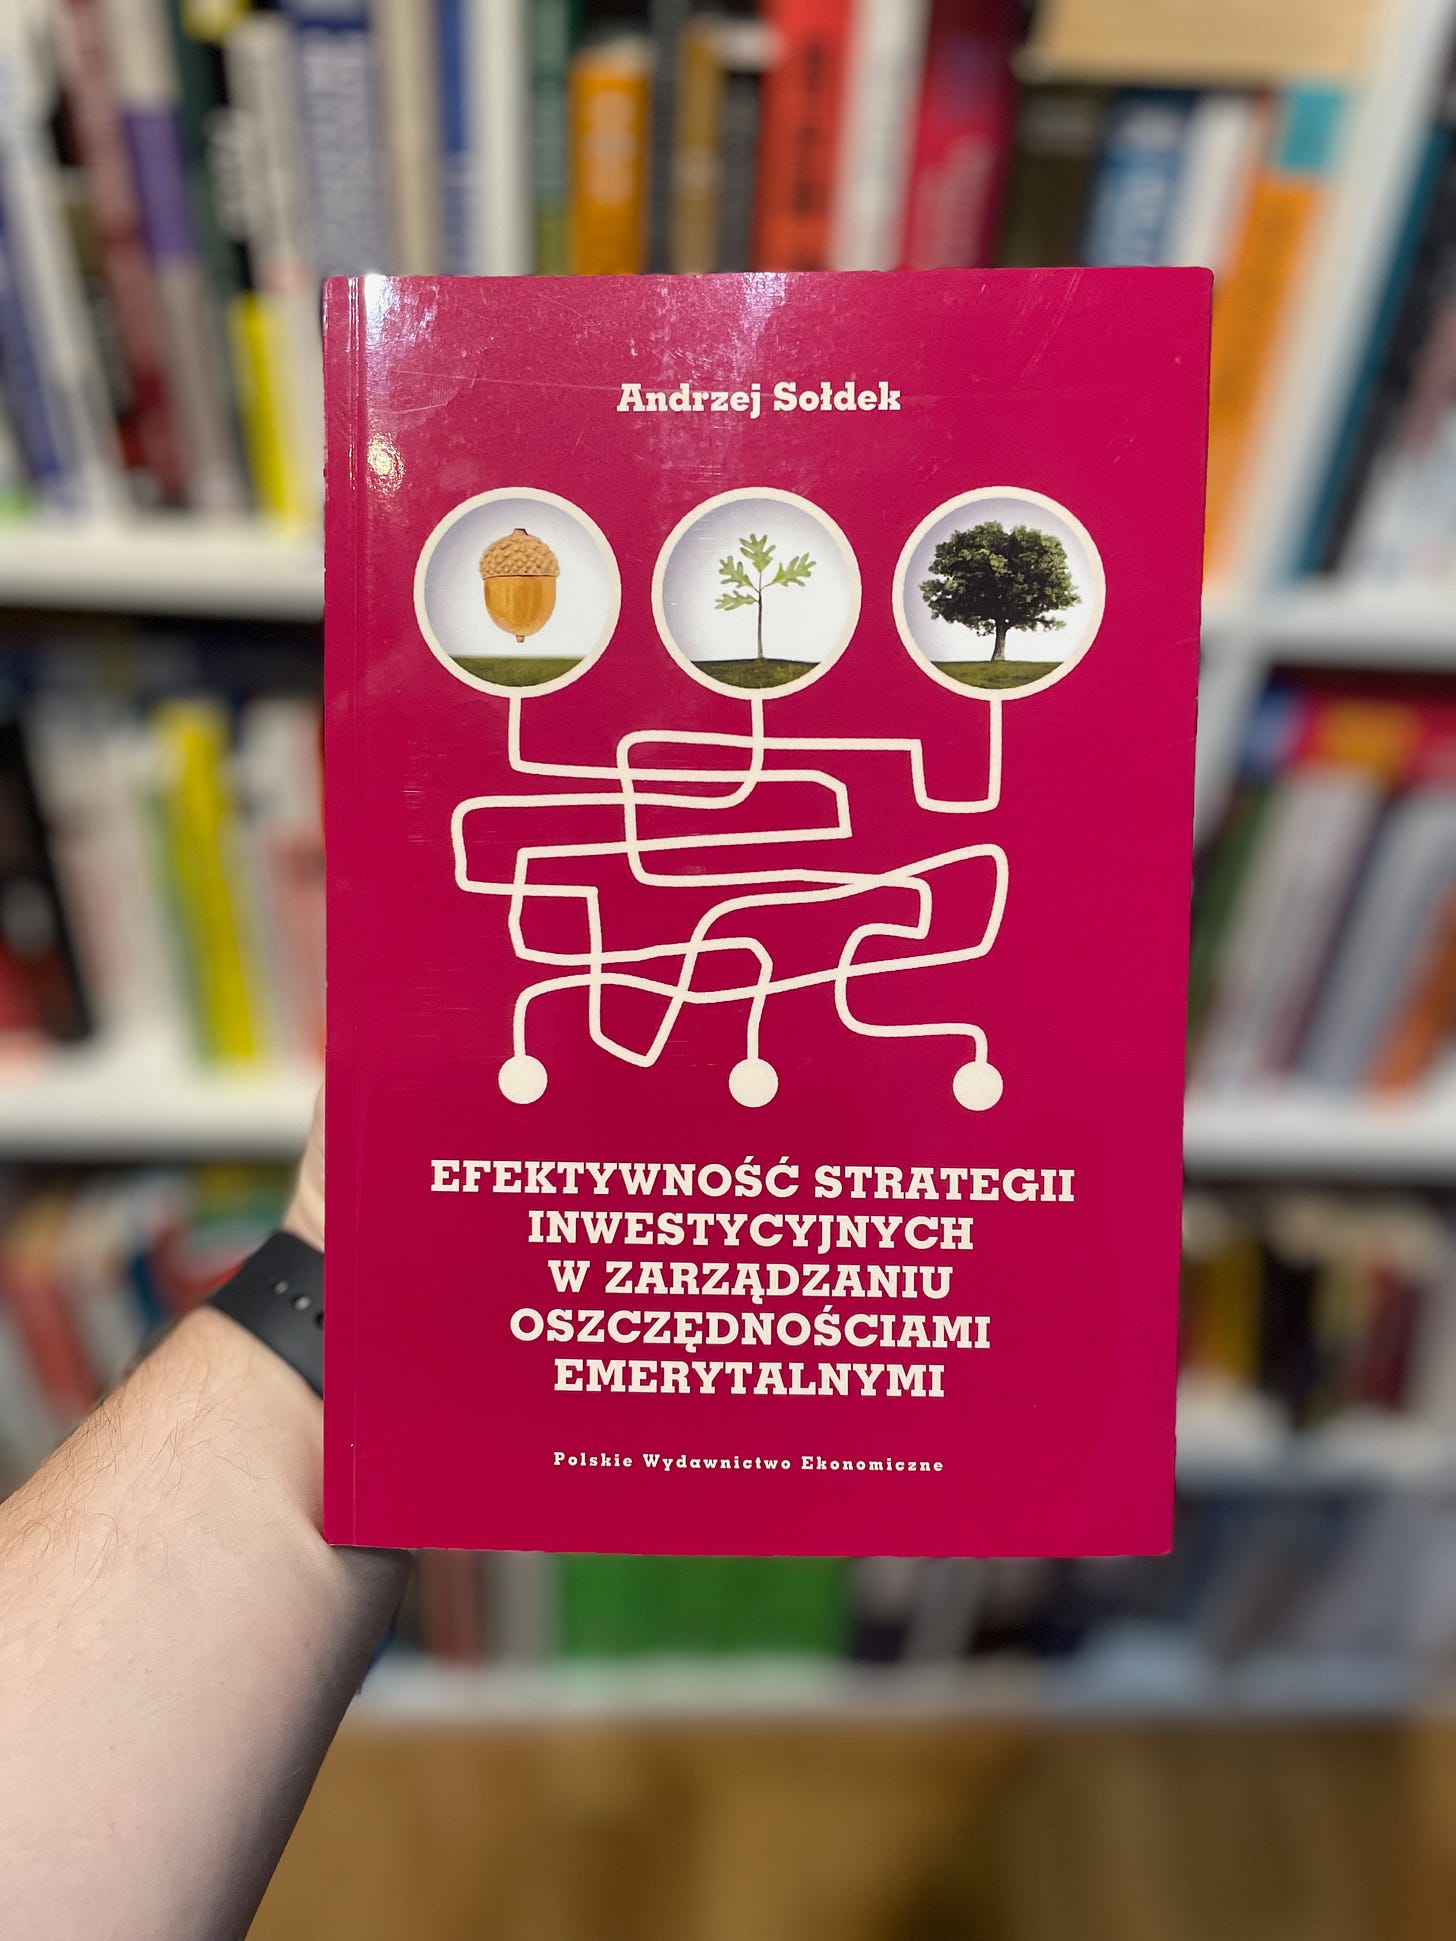 Andrzej Sołdek
EFEKTYWNOŚĆ STRATEGII
INWESTYCYJNYCH
W ZARZĄDZANIU
OSZCZĘDNOŚCIAMI
EMERYTALNYMI
Polskie Wydawnictwo Ekonomiczne